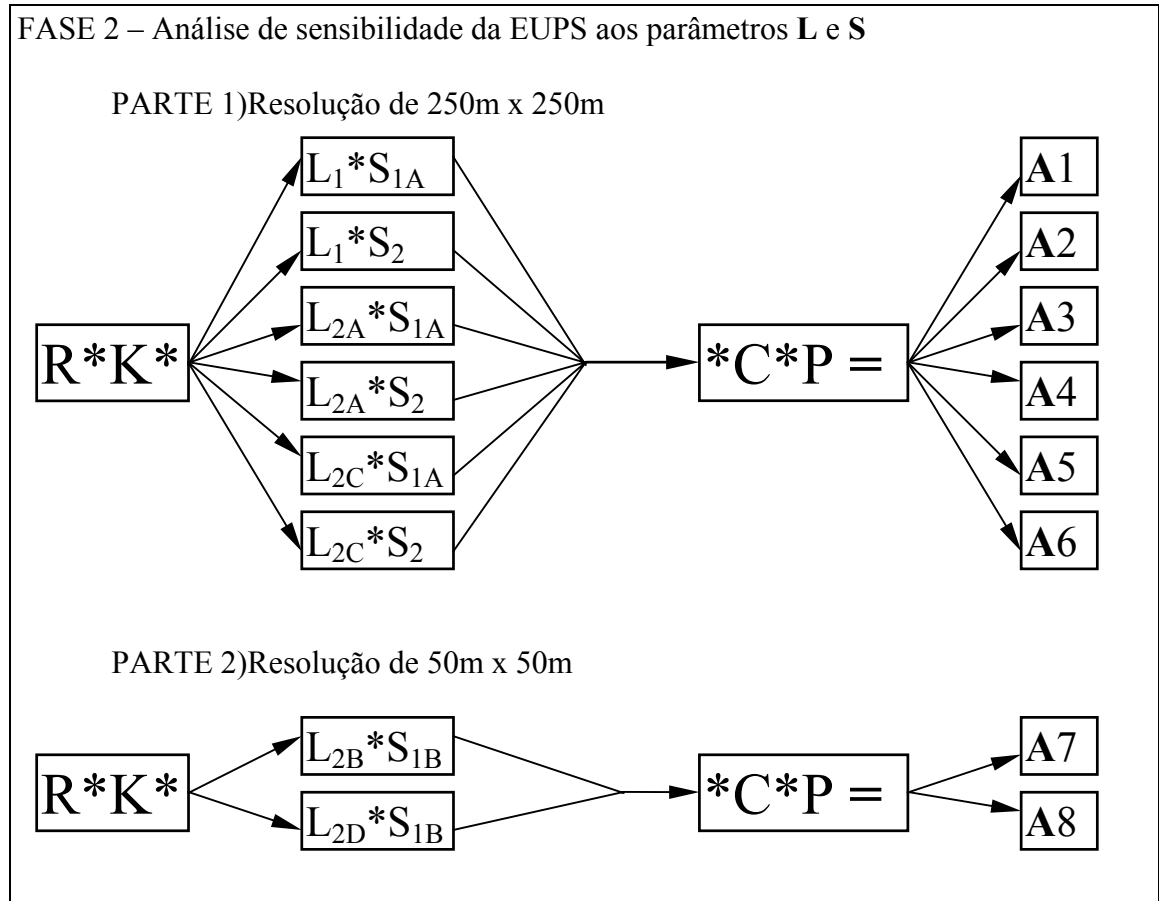 FASE 2 – Análise de sensibilidade da EUPS aos parâmetros L e S
PARTE 1)Resolução de 250m x 250m
R*K*
L₁*S₁A
L₁*S₂
L₂A*S₁A
L₂A*S₂
L₂C*S₁A
L₂C*S₂
*C*P =
A1
A2
A3
A4
A5
A6
PARTE 2)Resolução de 50m x 50m
R*K*
L₂B*S₁B
L₂D*S₁B
*C*P =
A7
A8